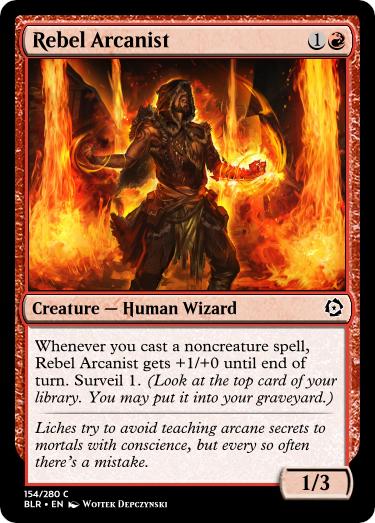 Rebel Arcanist 1
Creature — Human Wizard
Whenever you cast a noncreature spell,
Rebel Arcanist gets +1/+0 until end of
turn. Surveil 1. (Look at the top card of your
library. You may put it into your graveyard.)
Liches try to avoid teaching arcane secrets to
mortals with conscience, but every so often
there's a mistake.
1/3
154/280 C
BLR • EN Wojtek Depczynski